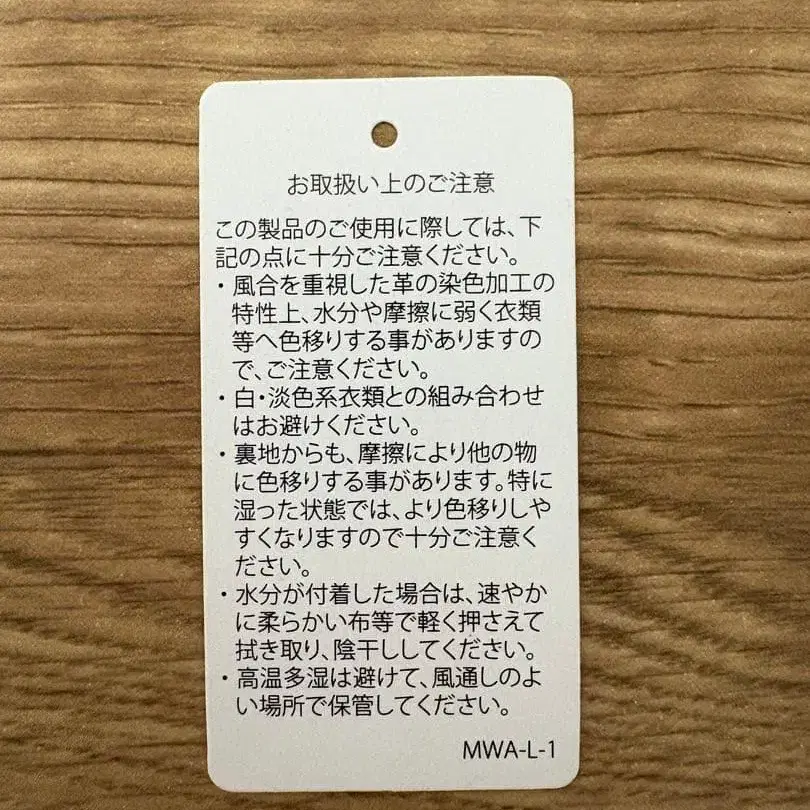 お取扱い上のご注意
この製品のご使用に際しては、下
記の点に十分ご注意ください。
・風合を重視した革の染色加工の
特性上、水分や摩擦に弱く衣類
等へ色移りする事がありますの
で、ご注意ください。
・白・淡色系衣類との組み合わせ
はお避けください。
・裏地からも、摩擦により他の物
に色移りする事があります。特に
湿った状態では、より色移りしや
すくなりますので十分ご注意く
ださい。
・水分が付着した場合は、速やか
に柔らかい布等で軽く押さえて
拭き取り、陰干ししてください。
・高温多湿は避けて、風通しのよ
い場所で保管してください。
MWA-L-1